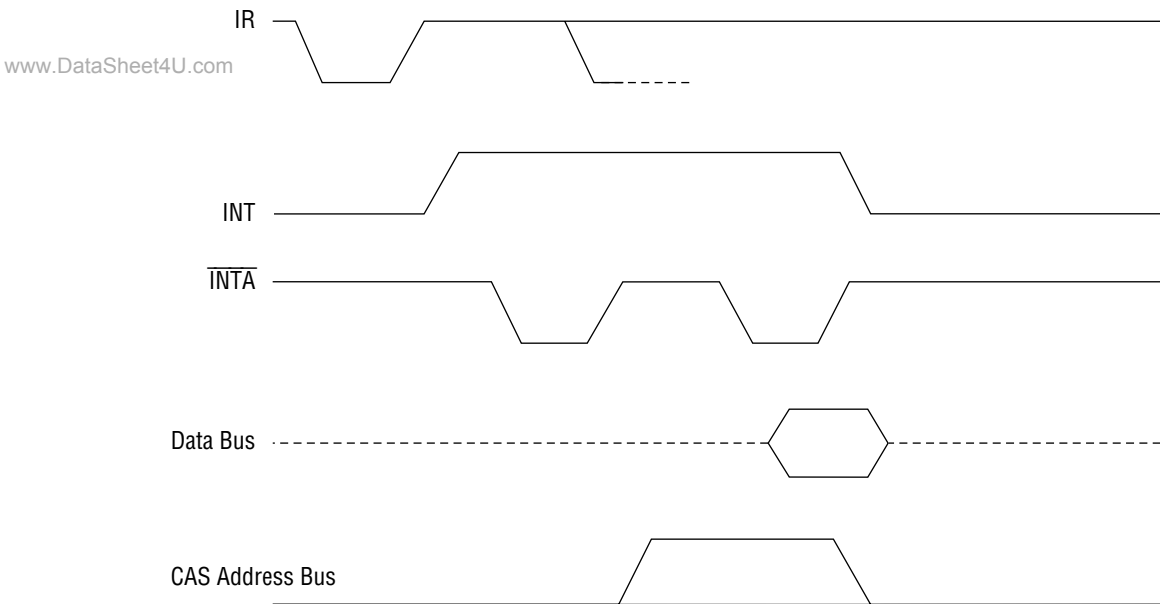 IR
www.DataSheet4U.com
INT
INTA
Data Bus
CAS Address Bus